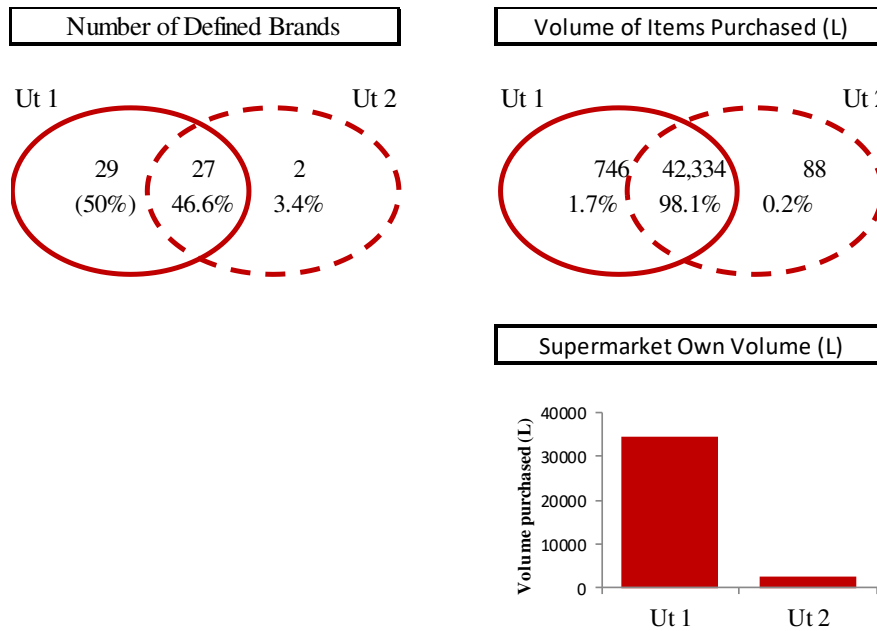 Number of Defined Brands
Ut 1
Ut 2
29
27
2
(50%)
46.6%
3.4%
Volume of Items Purchased (L)
Ut 1
Ut 2
746
42,334
88
1.7%
98.1%
0.2%
Supermarket Own Volume (L)
Volume purchased (L)
40000
30000
20000
10000
0
Ut 1
Ut 2